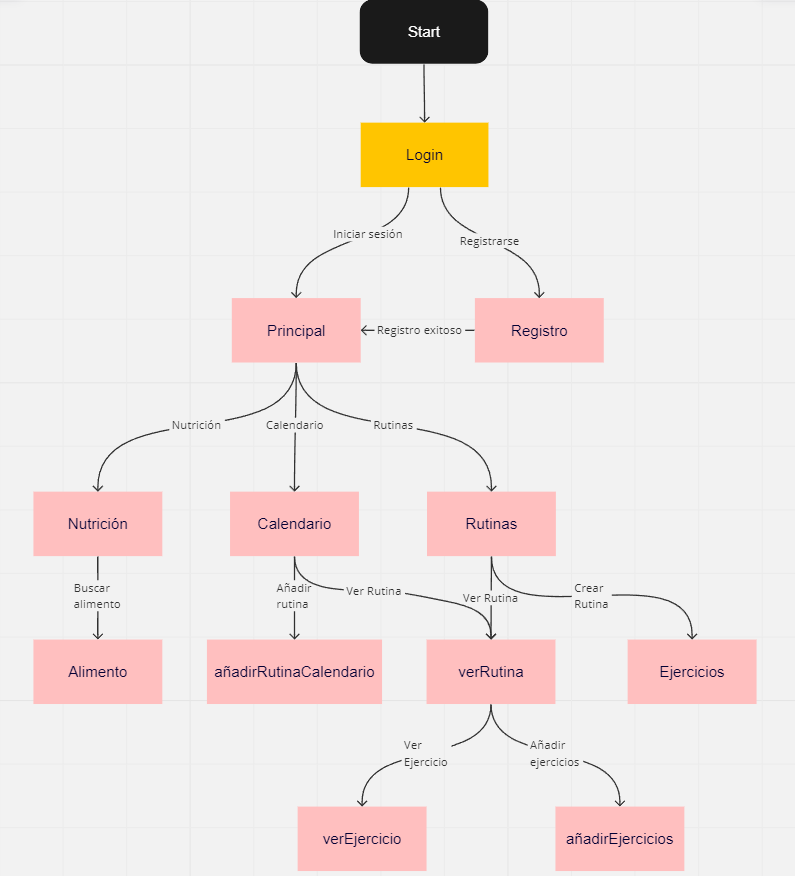 Start
Login
Iniciar sesión
Registrarse
Principal
Registro exitoso
Registro
Nutrición
Calendario
Rutinas
Nutrición
Calendario
Rutinas
Buscar
alimento
Añadir
rutina
Ver Rutina
Ver Rutina
Crear
Rutina
Alimento
añadirRutinaCalendario
verRutina
Ejercicios
Ver
Ejercicio
Añadir
ejercicios
verEjercicio
añadirEjercicios